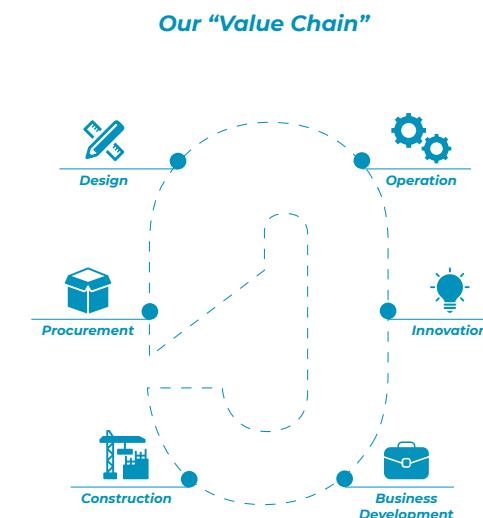 Our “Value Chain”
Design
Operation
Procurement
Innovation
Construction
Business
Development